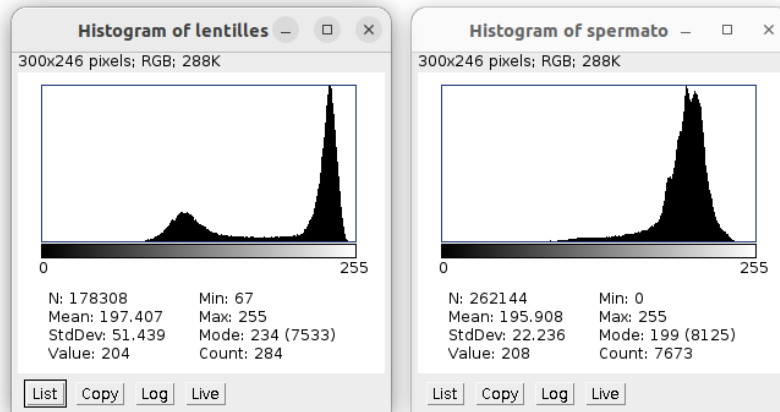 Histogram of lentilles
300x246 pixels; RGB; 288K
0 255
N: 178308 Min: 67
Mean: 197.407 Max: 255
StdDev: 51.439 Mode: 234 (7533)
Value: 204 Count: 284
List Copy Log Live
Histogram of spermato
300x246 pixels; RGB; 288K
0 255
N: 262144 Min: 0
Mean: 195.908 Max: 255
StdDev: 22.236 Mode: 199 (8125)
Value: 208 Count: 7673
List Copy Log Live